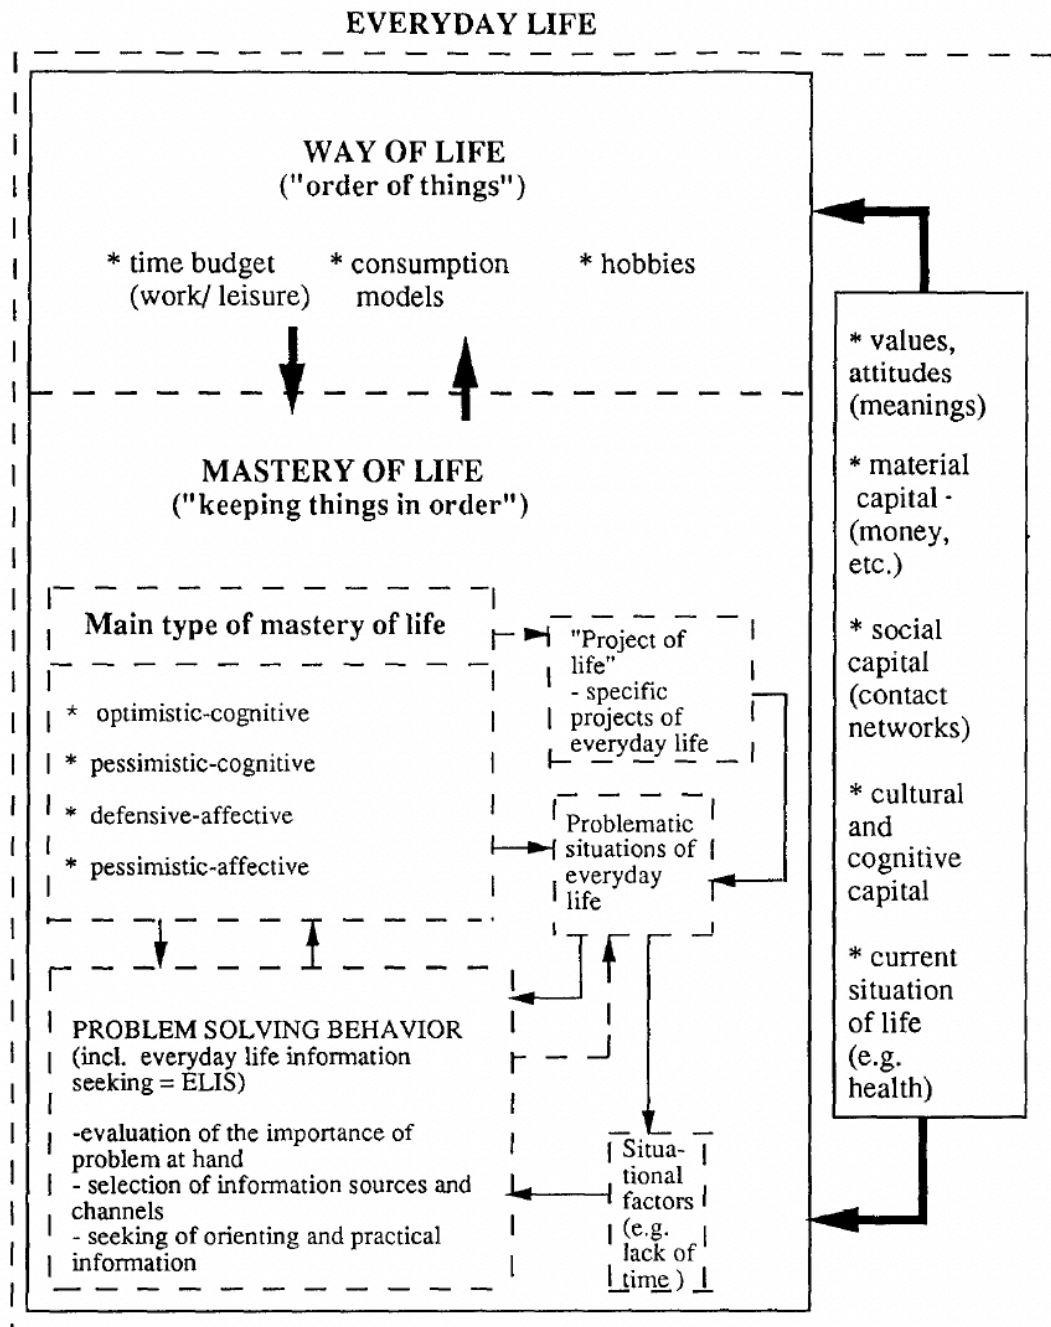 EVERYDAY LIFE
WAY OF LIFE
("order of things")
* time budget
(work/ leisure)
* consumption
models
* hobbies
MASTERY OF LIFE
("keeping things in order")
Main type of mastery of life
* optimistic-cognitive
* pessimistic-cognitive
* defensive-affective
* pessimistic-affective
"Project of
life"
- specific
projects of
everyday life
Problematic
situations of
everyday
life
PROBLEM SOLVING BEHAVIOR
(incl. everyday life information
seeking = ELIS)
-evaluation of the importance of
problem at hand
- selection of information sources and
channels
- seeking of orienting and practical
information
Situa-
tional
factors
(e.g.
lack of
time )
* values,
attitudes
(meanings)
* material
capital -
(money,
etc.)
* social
capital
(contact
networks)
* cultural
and
cognitive
capital
* current
situation
of life
(e.g.
health)